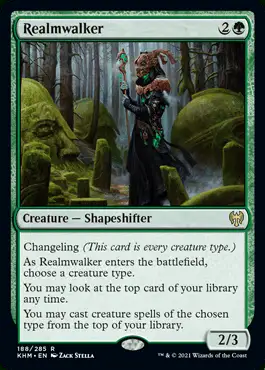 Realmwalker 2
Creature — Shapeshifter
Changeling (This card is every creature type.)
As Realmwalker enters the battlefield,
choose a creature type.
You may look at the top card of your library
any time.
You may cast creature spells of the chosen
type from the top of your library.
2/3
188/285 R
KHM • EN Zack Stella
™ & © 2021 Wizards of the Coast